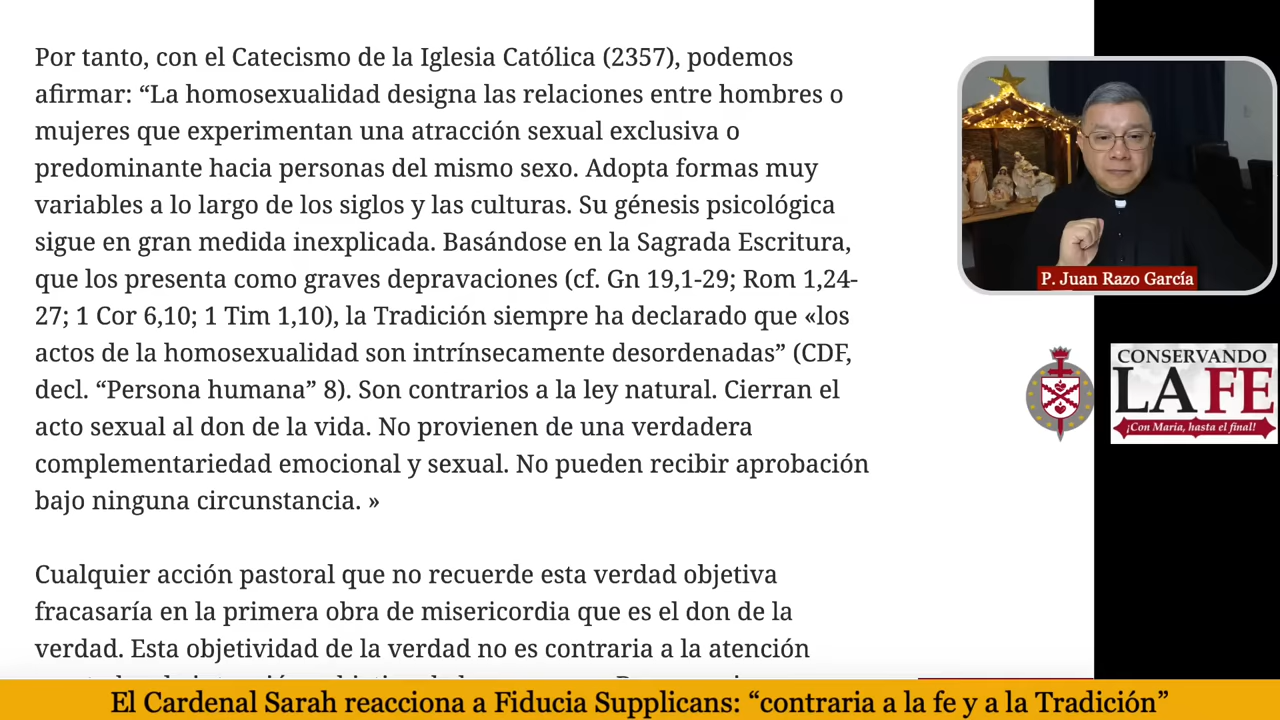 Por tanto, con el Catecismo de la Iglesia Católica (2357), podemos
afirmar: “La homosexualidad designa las relaciones entre hombres o
mujeres que experimentan una atracción sexual exclusiva o
predominante hacia personas del mismo sexo. Adopta formas muy
variables a lo largo de los siglos y las culturas. Su génesis psicológica
sigue en gran medida inexplicada. Basándose en la Sagrada Escritura,
que los presenta como graves depravaciones (cf. Gn 19,1-29; Rom 1,24-
27; 1 Cor 6,10; 1 Tim 1,10), la Tradición siempre ha declarado que «los
actos de la homosexualidad son intrínsecamente desordenadas” (CDF,
decl. “Persona humana” 8). Son contrarios a la ley natural. Cierran el
acto sexual al don de la vida. No provienen de una verdadera
complementariedad emocional y sexual. No pueden recibir aprobación
bajo ninguna circunstancia. »
Cualquier acción pastoral que no recuerde esta verdad objetiva
fracasaría en la primera obra de misericordia que es el don de la
verdad. Esta objetividad de la verdad no es contraria a la atención
P. Juan Razo García
CONSERVANDO
LA FE
¡Con María, hasta el final!
El Cardenal Sarah reacciona a Fiducia Supplicans: “contraria a la fe y a la Tradición”